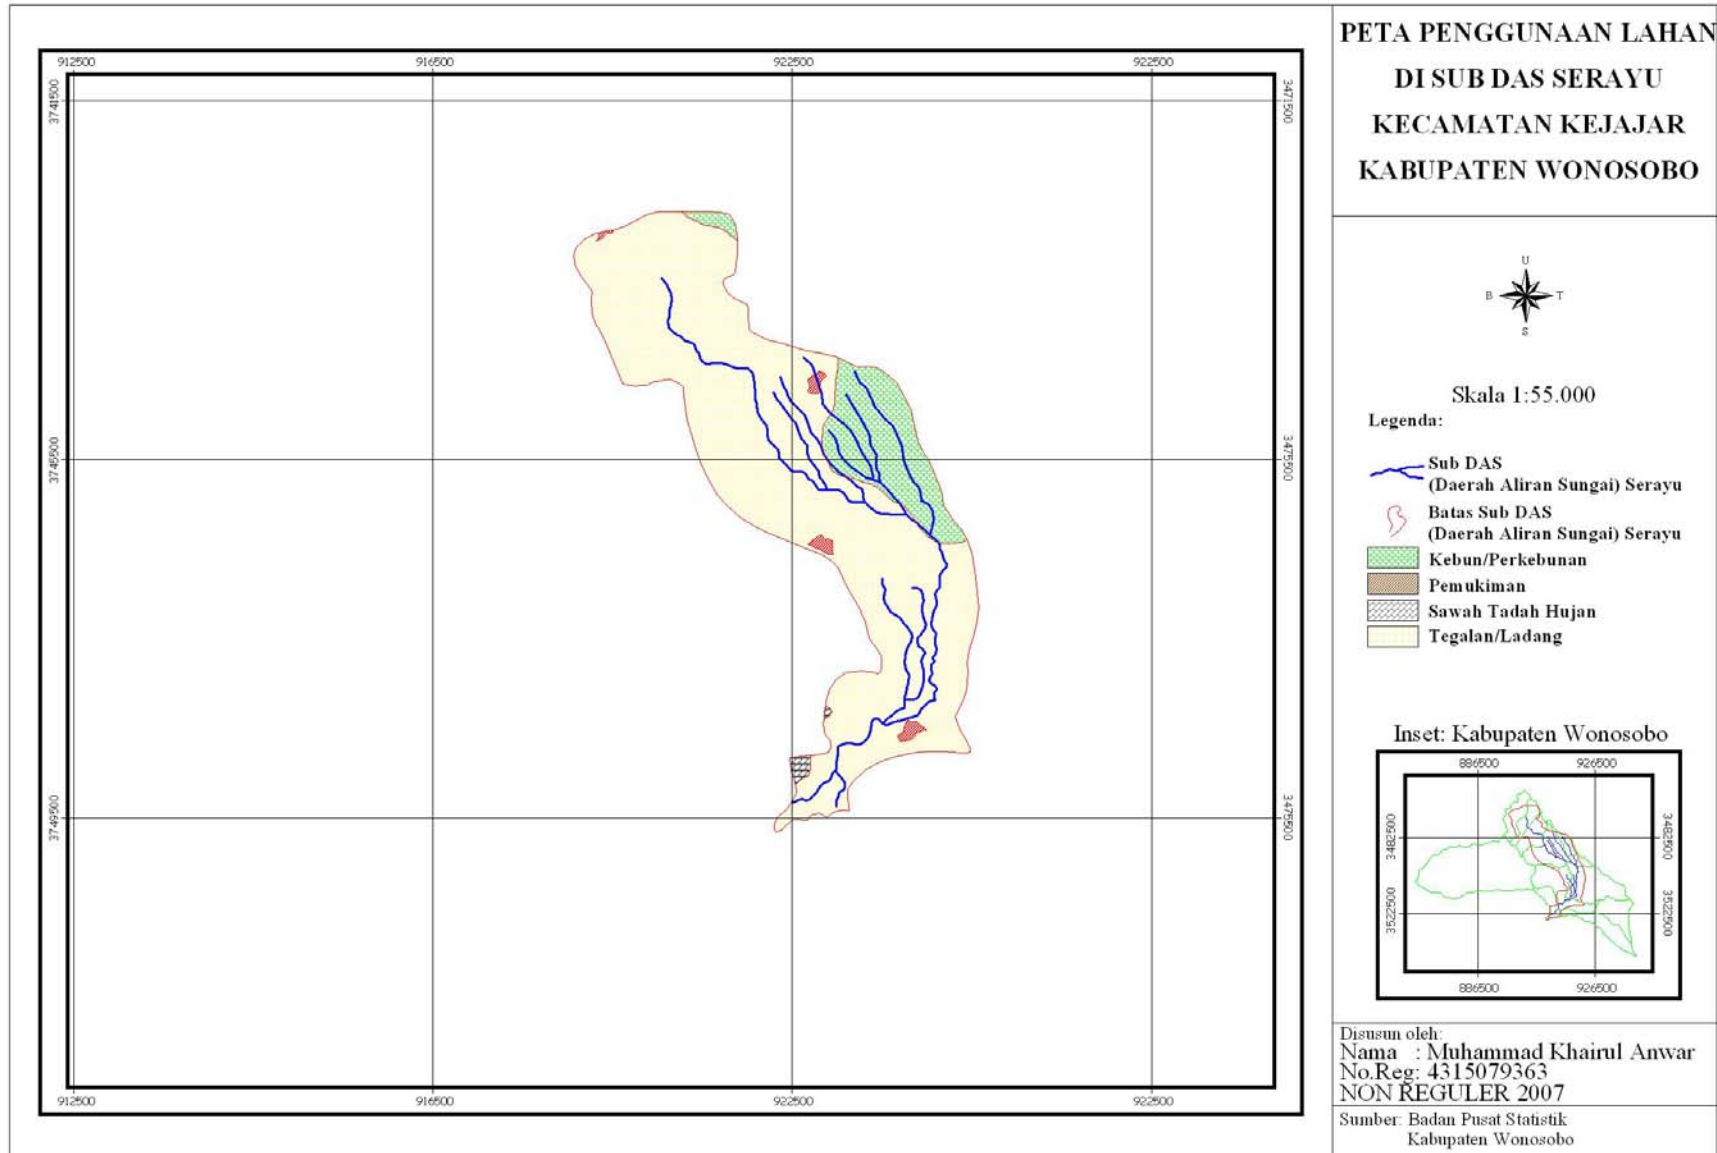 PETA PENGGUNAAN LAHAN
DI SUB DAS SERAYU
KECAMATAN KEJAJAR
KABUPATEN WONOSOBO
912500 916500 922500 922500
3741500 3471500
3745500 3475500
3749500 3475500
912500 916500 922500 922500
U
B T
S
Skala 1:55.000
Legenda:
Sub DAS
(Daerah Aliran Sungai) Serayu
Batas Sub DAS
(Daerah Aliran Sungai) Serayu
Kebun/Perkebunan
Pemukiman
Sawah Tadah Hujan
Tegalan/Ladang
Inset: Kabupaten Wonosobo
886500 926500
3482500 3482500
3522500 3522500
886500 926500
Disusun oleh:
Nama : Muhammad Khairul Anwar
No.Reg: 4315079363
NON REGULER 2007
Sumber: Badan Pusat Statistik
Kabupaten Wonosobo